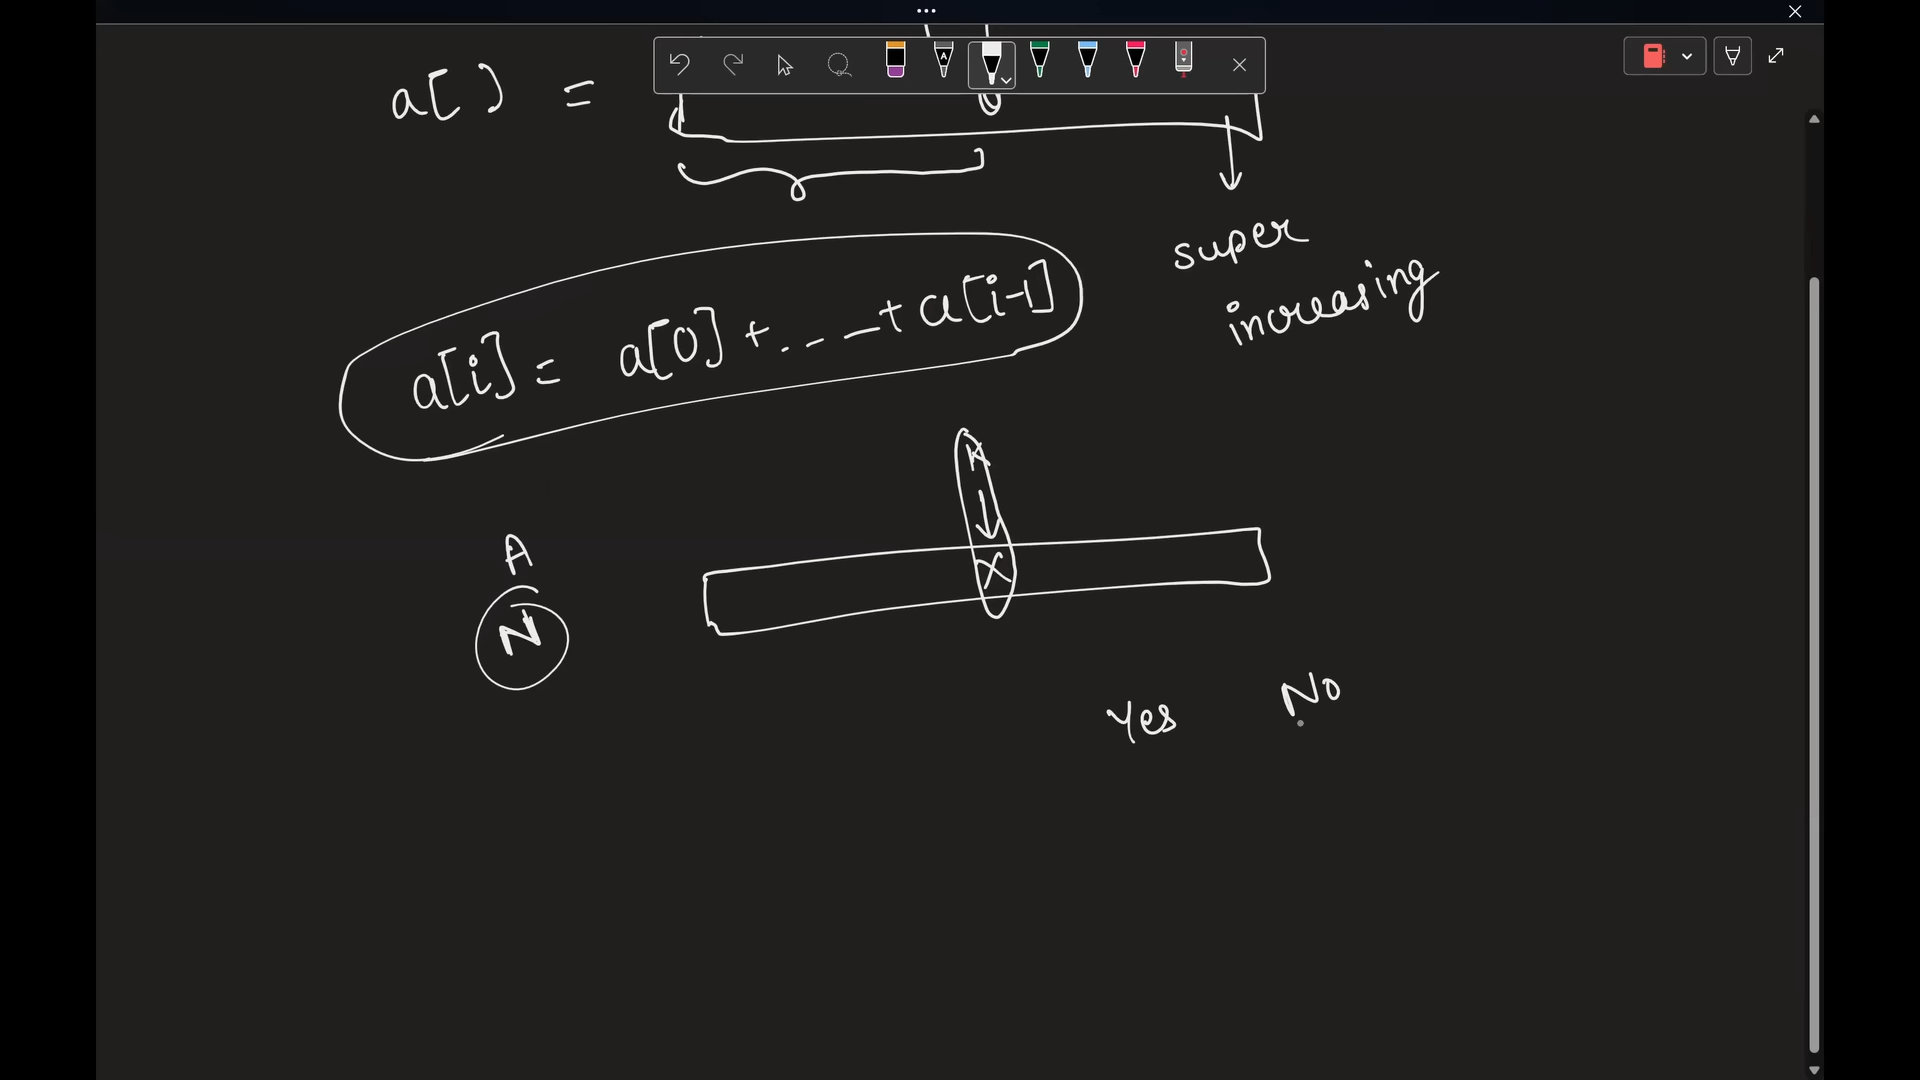 a[ ] =
super
increasing
a[i] = a[0] + . - - + a[i-1]
A
N
X
Yes No